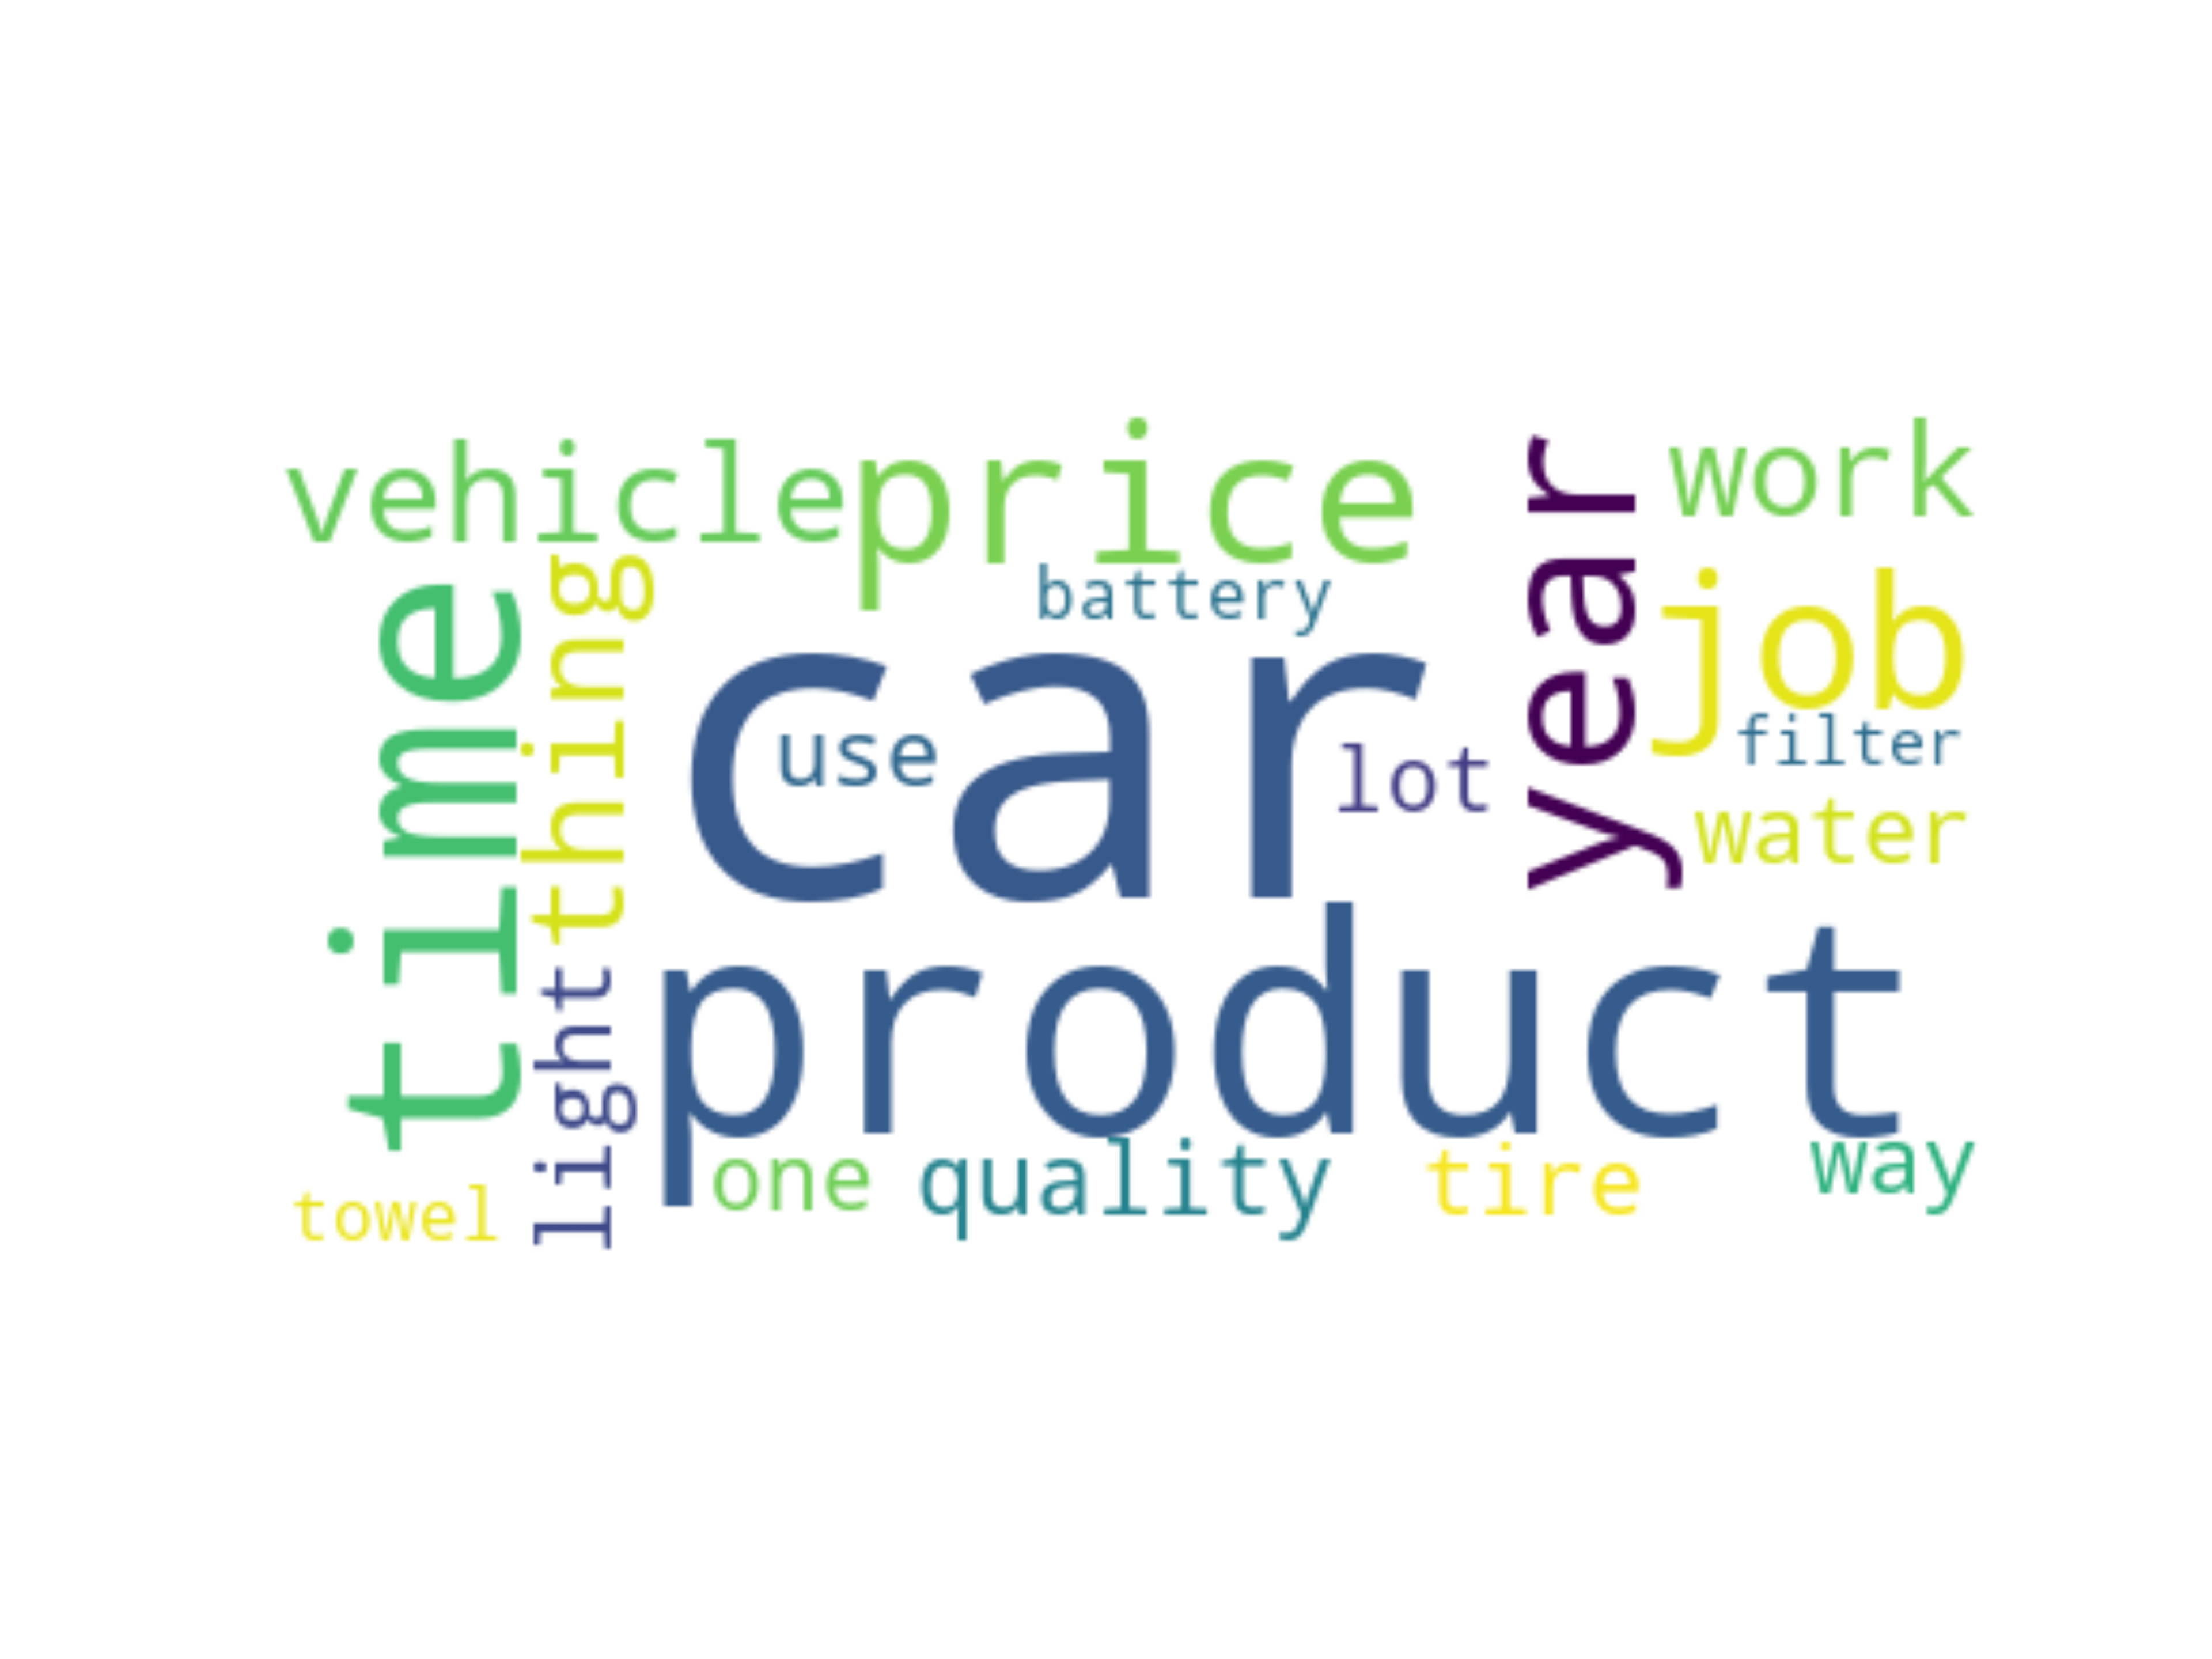 vehicle
price
work
time
thing
battery
year
job
car
use
lot
filter
water
light
product
one
quality
tire
way
towel